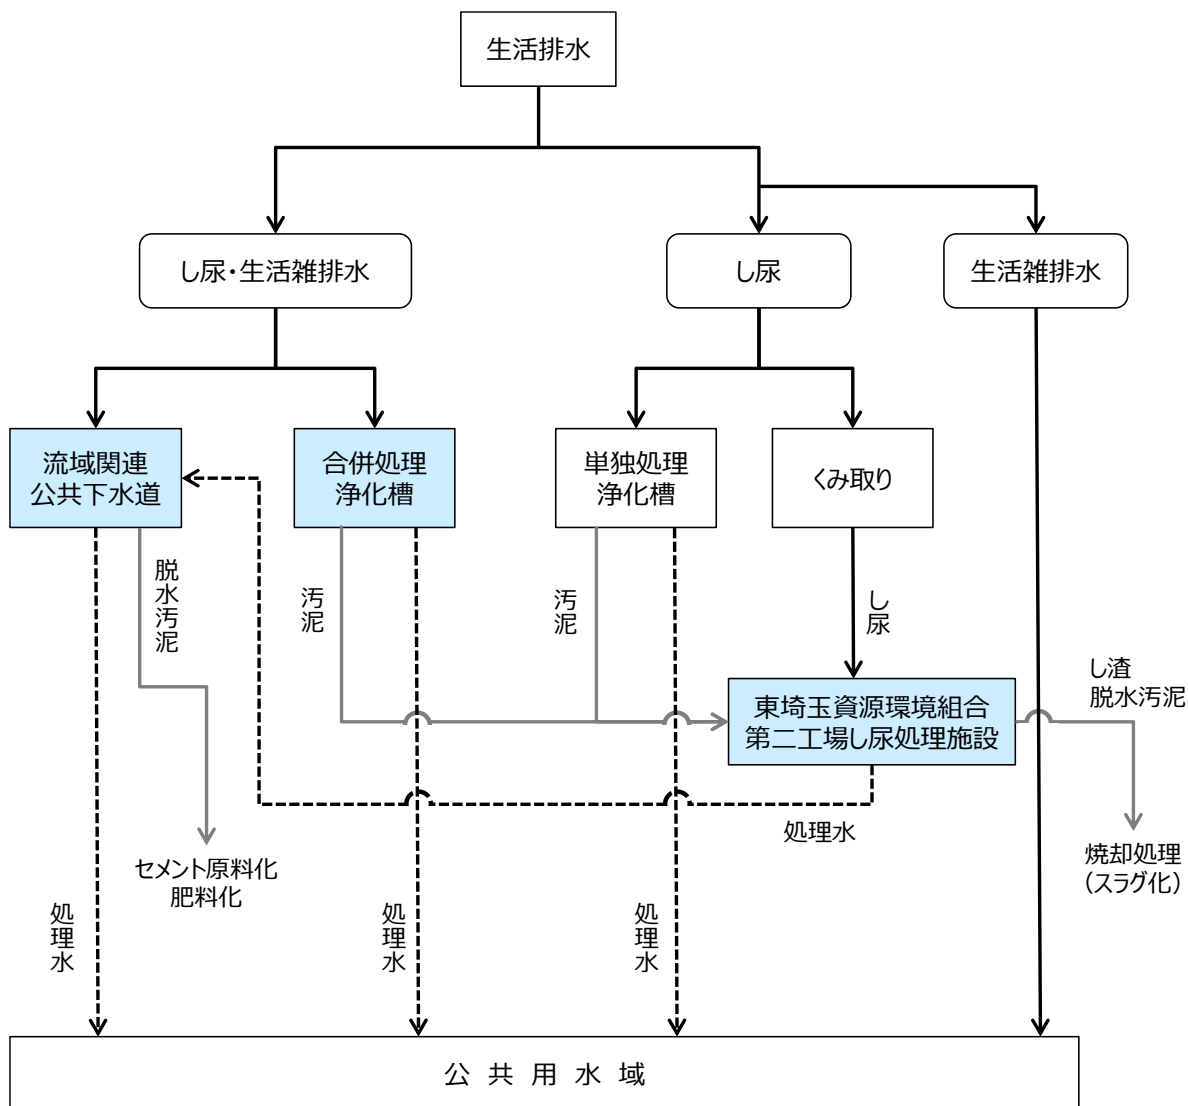 生活排水
し尿・生活雑排水
し尿
生活雑排水
流域関連
公共下水道
合併処理
浄化槽
単独処理
浄化槽
くみ取り
脱水汚泥
汚泥
汚泥
し尿
し渣
脱水汚泥
東埼玉資源環境組合
第二工場し尿処理施設
処理水
セメント原料化
肥料化
焼却処理
（スラグ化）
処理水
処理水
処理水
公共用水域